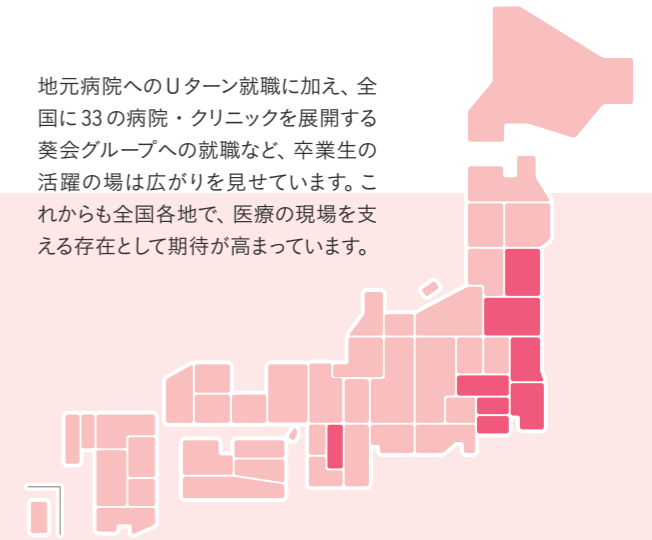 地元病院へのUターン就職に加え、全
国に33の病院・クリニックを展開する
葵会グループへの就職など、卒業生の
活躍の場は広がりを見せています。こ
れからも全国各地で、医療の現場を支
える存在として期待が高まっています。